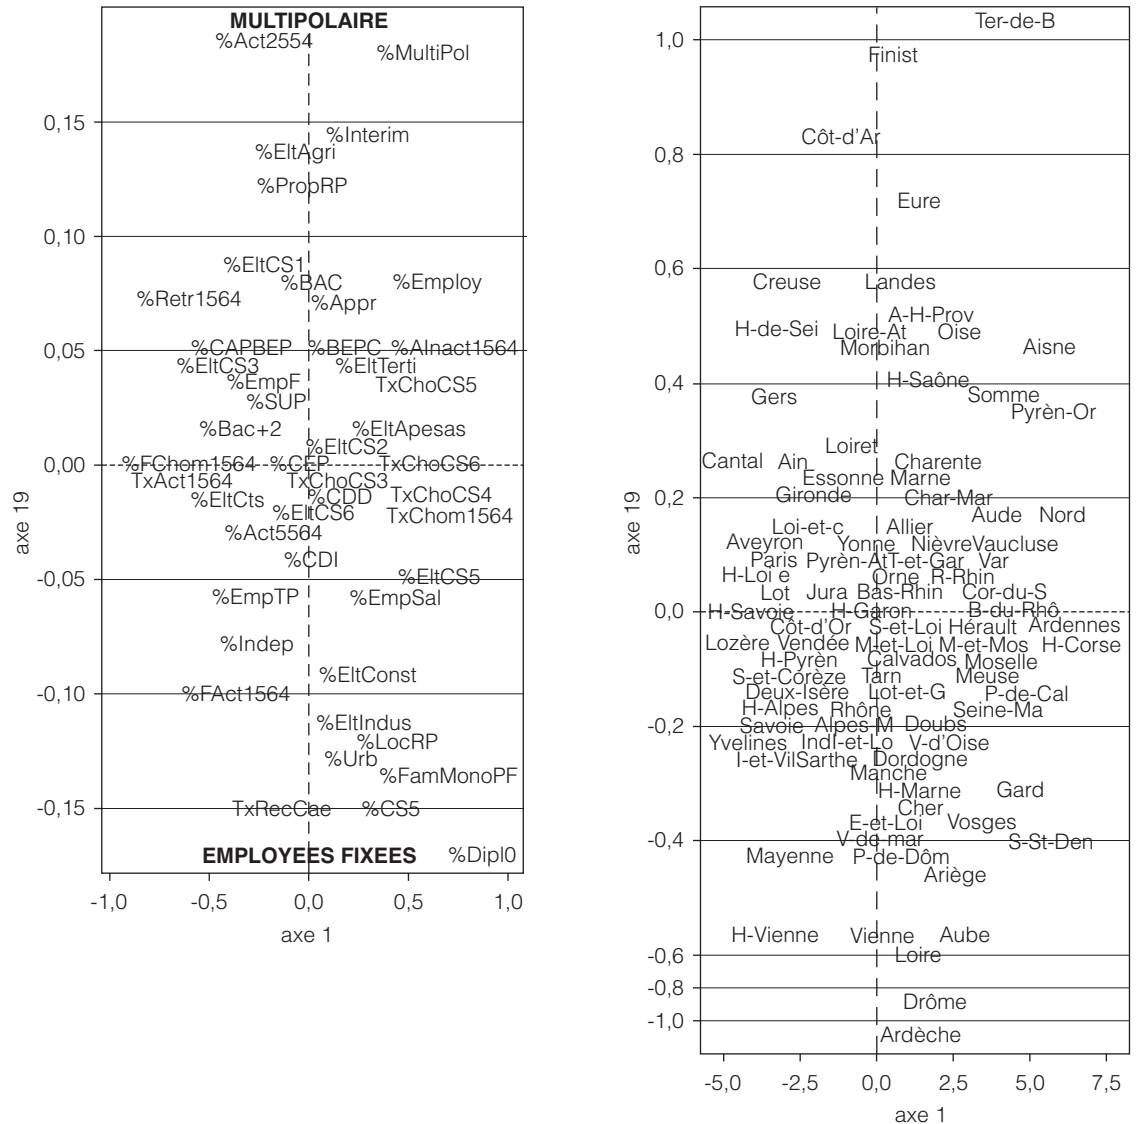 MULTIPOLAIRE
%Act2554
%MultiPol
0,15
%Interim
%EltAgri
%PropRP
0,10
%EltCS1
%BAC
%Employ
%Retr1564
%Appr
0,05
%CAPBEP
%BEPC
%AInact1564
%EltCS3
%EltTerti
%EmpF
TxChoCS5
%SUP
%Bac+2
%EltApesas
%EltCS2
0,00
%FChom1564
%CEP
TxChoCS6
TxAct1564
TxChoCS3
%EltCts
%CDD
TxChoCS4
%EltCS6
TxChom1564
%Act5564
%CDI
-0,05
%EltCS5
%EmpTP
%EmpSal
%Indep
%EltConst
-0,10
%FAct1564
%EltIndus
%LocRP
%Urb
%FamMonoPF
-0,15
TxRecCae
%CS5
EMPLOYEES FIXEES
%Dipl0
-1,0
-0,5
0,0
0,5
1,0
axe 1
axe 19
Ter-de-B
1,0
Finist
Côt-d'Ar
0,8
Eure
0,6
Creuse
Landes
A-H-Prov
H-de-Sei
Loire-At
Oise
Morbihan
Aisne
0,4
H-Saône
Gers
Somme
Pyrèn-Or
Loiret
Cantal
Ain
Charente
Essonne
Marne
0,2
Gironde
Char-Mar
Aude
Nord
Loi-et-c
Allier
Aveyron
Yonne
Nièvre
Vaucluse
Paris
Pyrèn-At
T-et-Gar
Var
H-Loi e
Orne
R-Rhin
Lot
Jura
Bas-Rhin
Cor-du-S
0,0
H-Savoie
H-Garon
B-du-Rhô
Côt-d'Or
S-et-Loi
Hérault
Ardennes
Lozère
Vendée
M-et-Loi
M-et-Mos
H-Corse
H-Pyrèn
Calvados
Moselle
S-et-Corèze
Tarn
Meuse
Deux-Isère
Lot-et-G
P-de-Cal
H-Alpes
Rhône
Seine-Ma
-0,2
Savoie
Alpes-M
Doubs
Yvelines
IndI-et-Lo
V-d'Oise
I-et-VilSarthe
Dordogne
Manche
H-Marne
Gard
Cher
E-et-Loi
Vosges
-0,4
V-de-mar
S-St-Den
Mayenne
P-de-Dôm
Ariège
H-Vienne
Vienne
Aube
-0,6
Loire
-0,8
Drôme
-1,0
Ardèche
-5,0
-2,5
0,0
2,5
5,0
7,5
axe 1
axe 19